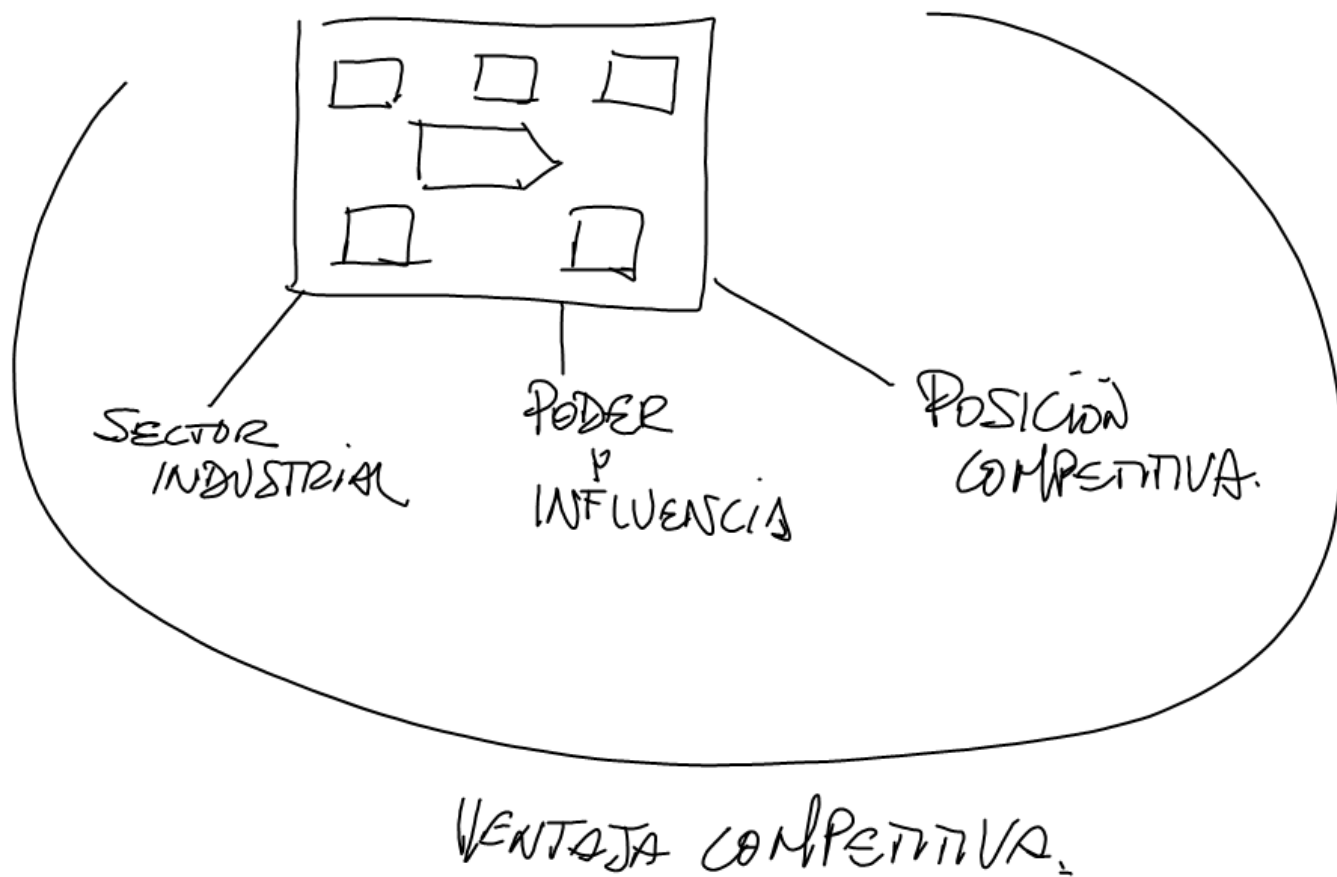 SECTOR
INDUSTRIAL
PODER
Y
INFLUENCIA
POSICIÓN
COMPETITIVA.
VENTAJA COMPETITIVA.